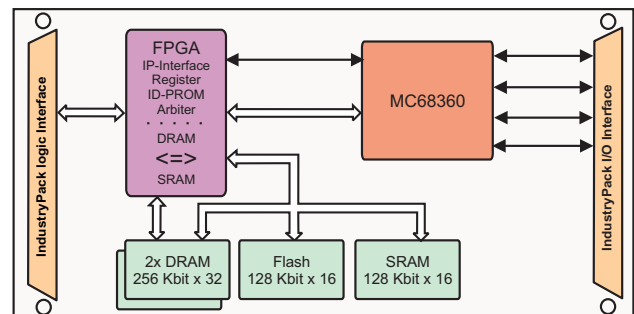 IndustryPack logic Interface
FPGA
IP-Interface
Register
ID-PROM
Arbiter
. . . . .
DRAM
<=>
SRAM
MC68360
IndustryPack I/O Interface
2x DRAM
256 Kbit x 32
Flash
128 Kbit x 16
SRAM
128 Kbit x 16